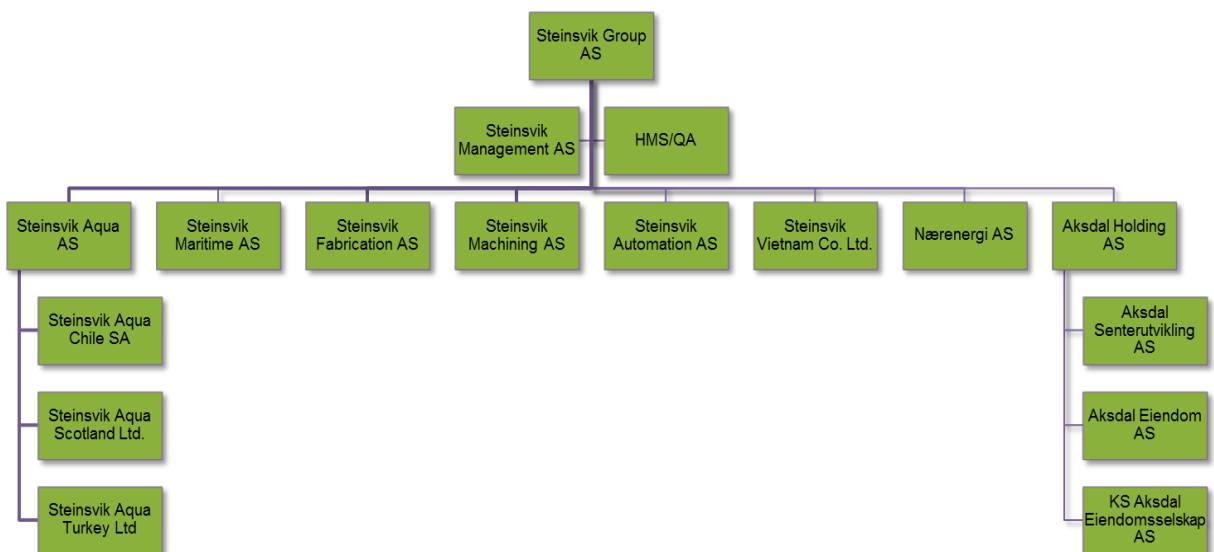 Steinsvik Group
AS
Steinsvik
Management AS
HMS/QA
Steinsvik Aqua
AS
Steinsvik
Maritime AS
Steinsvik
Fabrication AS
Steinsvik
Machining AS
Steinsvik
Automation AS
Steinsvik
Vietnam Co. Ltd.
Nærenergi AS
Aksdal Holding
AS
Steinsvik Aqua
Chile SA
Aksdal
Senterutvikling
AS
Steinsvik Aqua
Scotland Ltd.
Aksdal Eiendom
AS
Steinsvik Aqua
Turkey Ltd
KS Aksdal
Eiendomsselskap
AS